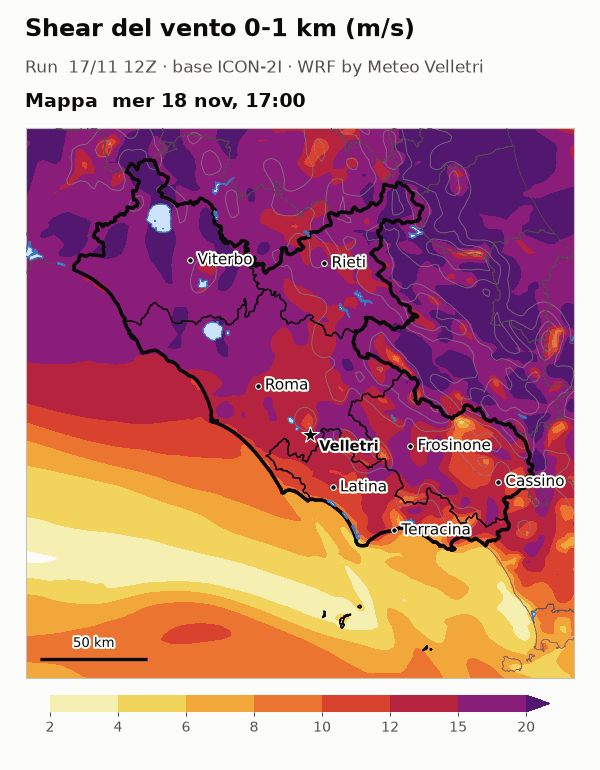 Shear del vento 0-1 km (m/s)
Run  17/11 12Z · base ICON-2I · WRF by Meteo Velletri
Mappa  mer 18 nov, 17:00
Viterbo
Rieti
Roma
Velletri
Frosinone
Latina
Cassino
Terracina
50 km
2 4 6 8 10 12 15 20